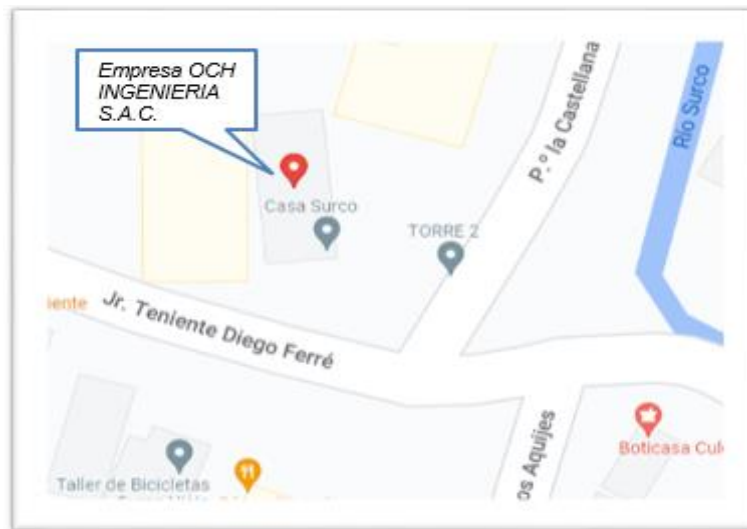 Empresa OCH
INGENIERIA
S.A.C.
P.º la Castellana
Río Surco
Casa Surco
TORRE 2
iente
Jr. Teniente Diego Ferré
os Aquijes
Boticasa Cul
Taller de Bicicletas